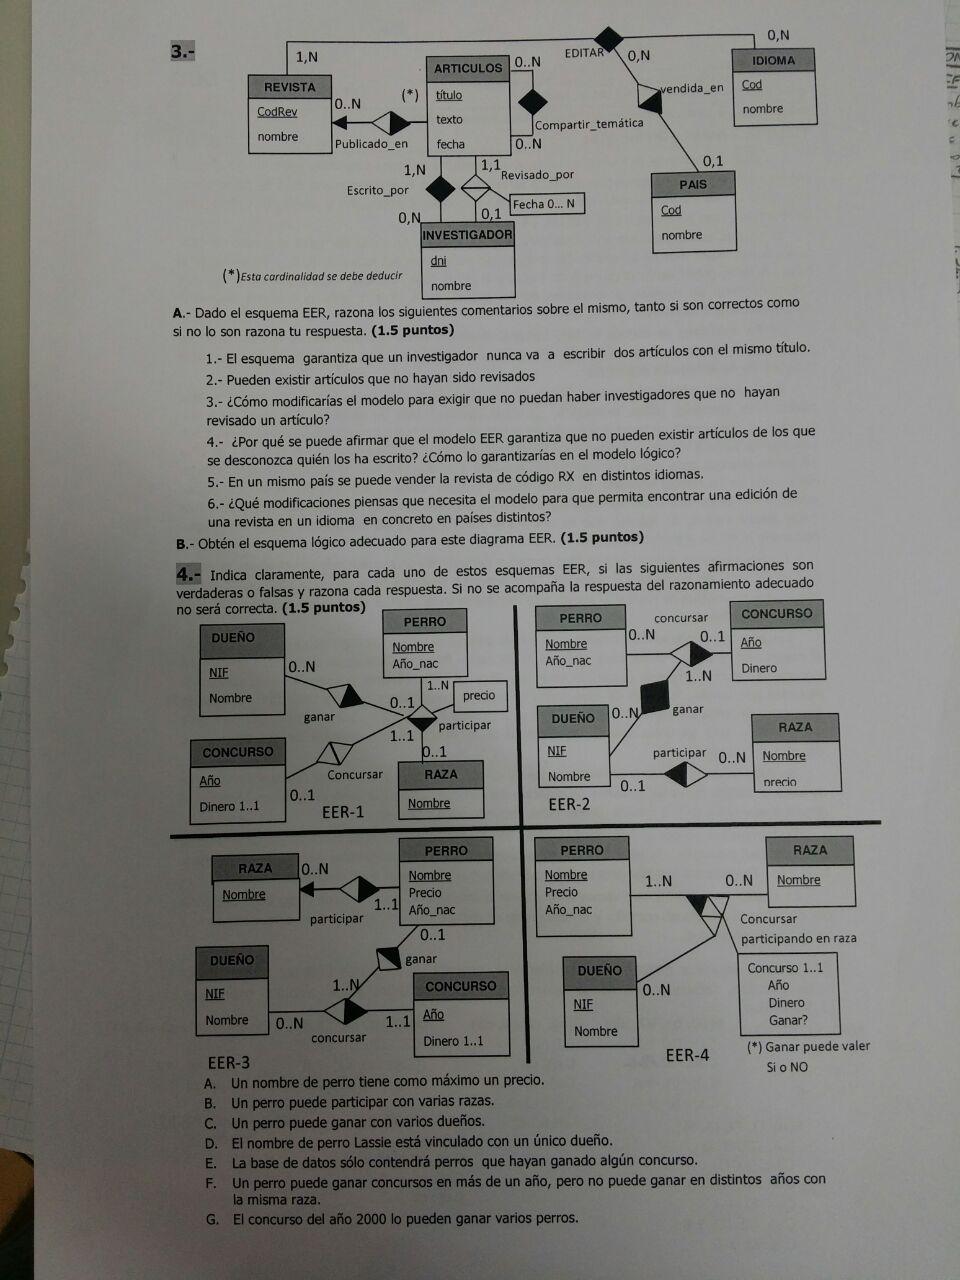 3.-
1,N
EDITAR
0,N
0,N
REVISTA
CodRev
nombre
0..N
Publicado_en
(*)
ARTICULOS
título
texto
fecha
0..N
Compartir_temática
0..N
vendida_en
IDIOMA
Cod
nombre
0,1
PAIS
Cod
nombre
1,N
Escrito_por
0,N
1,1
Revisado_por
Fecha 0... N
0,1
INVESTIGADOR
dni
nombre
(*)Esta cardinalidad se debe deducir
A.- Dado el esquema EER, razona los siguientes comentarios sobre el mismo, tanto si son correctos como
si no lo son razona tu respuesta. (1.5 puntos)
1.- El esquema garantiza que un investigador nunca va a escribir dos artículos con el mismo título.
2.- Pueden existir artículos que no hayan sido revisados
3.- ¿Cómo modificarías el modelo para exigir que no puedan haber investigadores que no hayan
revisado un artículo?
4.- ¿Por qué se puede afirmar que el modelo EER garantiza que no pueden existir artículos de los que
se desconozca quién los ha escrito? ¿Cómo lo garantizarías en el modelo lógico?
5.- En un mismo país se puede vender la revista de código RX en distintos idiomas.
6.- ¿Qué modificaciones piensas que necesita el modelo para que permita encontrar una edición de
una revista en un idioma en concreto en países distintos?
B.- Obtén el esquema lógico adecuado para este diagrama EER. (1.5 puntos)
4.- Indica claramente, para cada uno de estos esquemas EER, si las siguientes afirmaciones son
verdaderas o falsas y razona cada respuesta. Si no se acompaña la respuesta del razonamiento adecuado
no será correcta. (1.5 puntos)
DUEÑO
NIF
Nombre
0..N
ganar
PERRO
Nombre
Año_nac
1..N
precio
0..1
participar
1..1
0..1
CONCURSO
Año
Dinero 1..1
Concursar
0..1
RAZA
Nombre
EER-1
PERRO
Nombre
Año_nac
concursar
0..N
0..1
1..N
CONCURSO
Año
Dinero
DUEÑO
NIF
Nombre
0..N
ganar
participar
0..1
0..N
RAZA
Nombre
precio
EER-2
RAZA
Nombre
0..N
participar
1..1
PERRO
Nombre
Precio
Año_nac
0..1
ganar
DUEÑO
NIF
Nombre
1..N
0..N
concursar
1..1
CONCURSO
Año
Dinero 1..1
EER-3
PERRO
Nombre
Precio
Año_nac
1..N
0..N
RAZA
Nombre
Concursar
participando en raza
DUEÑO
NIF
Nombre
0..N
Concurso 1..1
Año
Dinero
Ganar?
EER-4
(*) Ganar puede valer
Si o NO
A. Un nombre de perro tiene como máximo un precio.
B. Un perro puede participar con varias razas.
C. Un perro puede ganar con varios dueños.
D. El nombre de perro Lassie está vinculado con un único dueño.
E. La base de datos sólo contendrá perros que hayan ganado algún concurso.
F. Un perro puede ganar concursos en más de un año, pero no puede ganar en distintos años con
la misma raza.
G. El concurso del año 2000 lo pueden ganar varios perros.